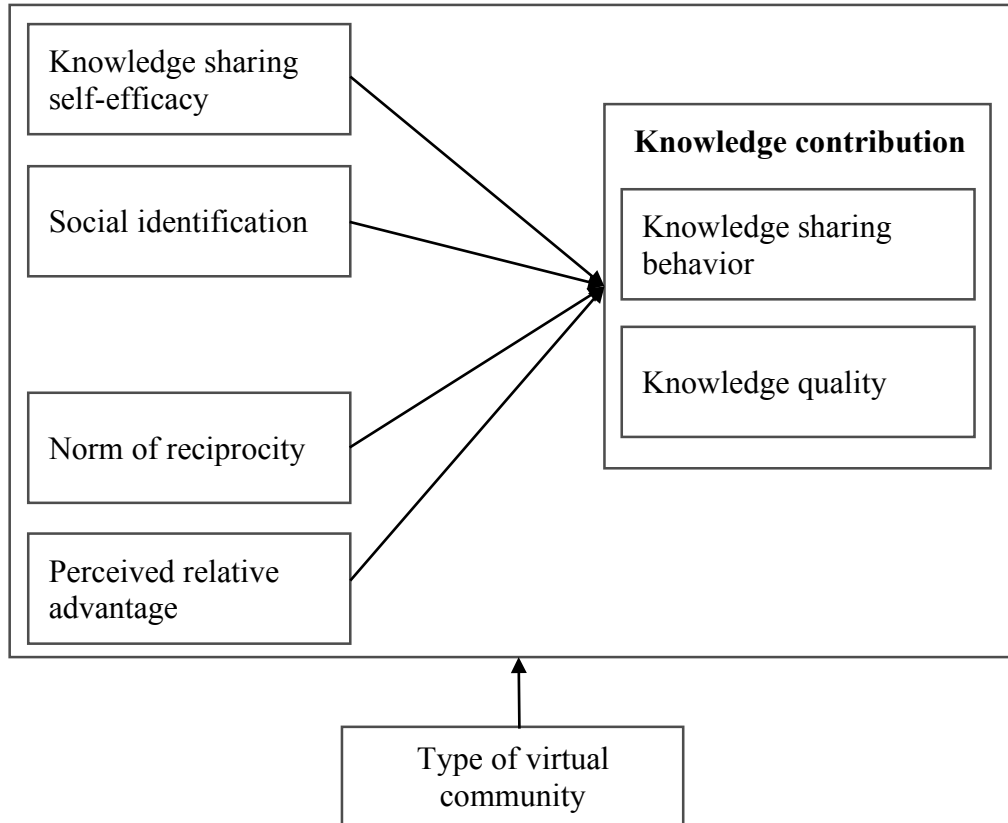 Knowledge sharing
self-efficacy
Social identification
Norm of reciprocity
Perceived relative
advantage
Knowledge contribution
Knowledge sharing
behavior
Knowledge quality
Type of virtual
community